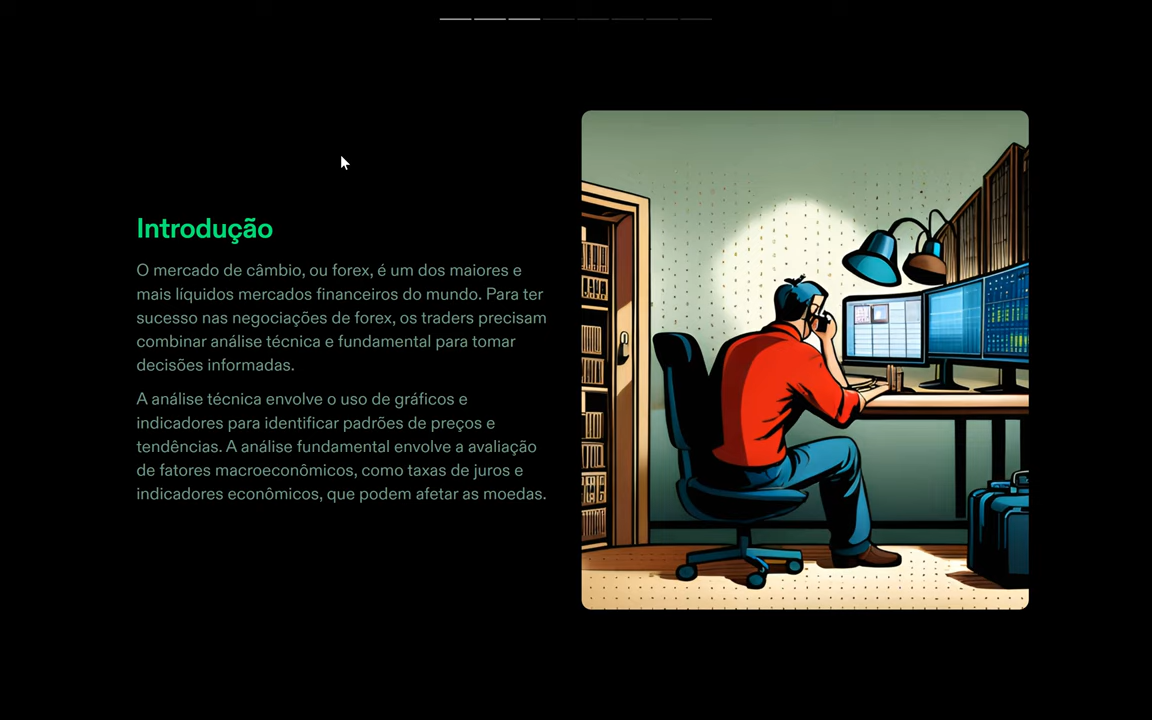 Introdução
O mercado de câmbio, ou forex, é um dos maiores e
mais líquidos mercados financeiros do mundo. Para ter
sucesso nas negociações de forex, os traders precisam
combinar análise técnica e fundamental para tomar
decisões informadas.
A análise técnica envolve o uso de gráficos e
indicadores para identificar padrões de preços e
tendências. A análise fundamental envolve a avaliação
de fatores macroeconômicos, como taxas de juros e
indicadores econômicos, que podem afetar as moedas.